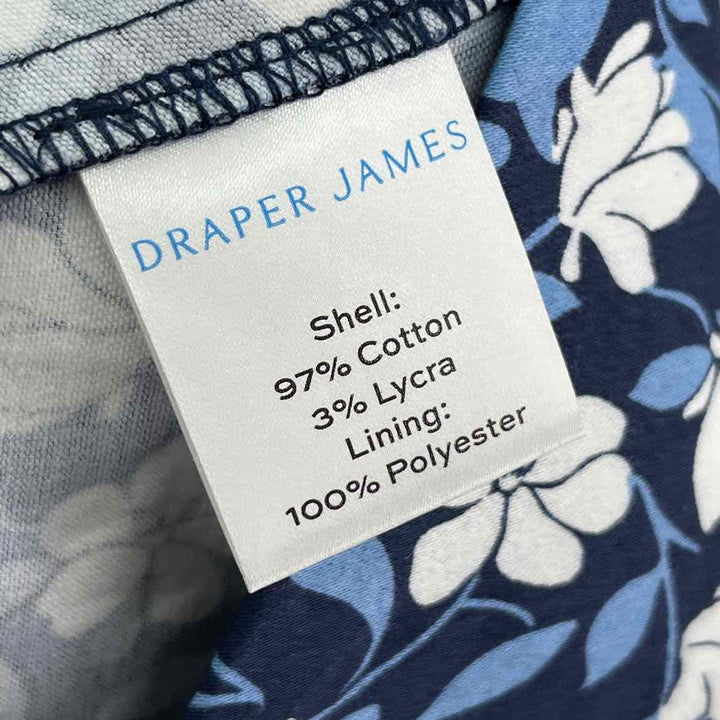 DRAPER JAMES
Shell:
97% Cotton
3% Lycra
Lining:
100% Polyester